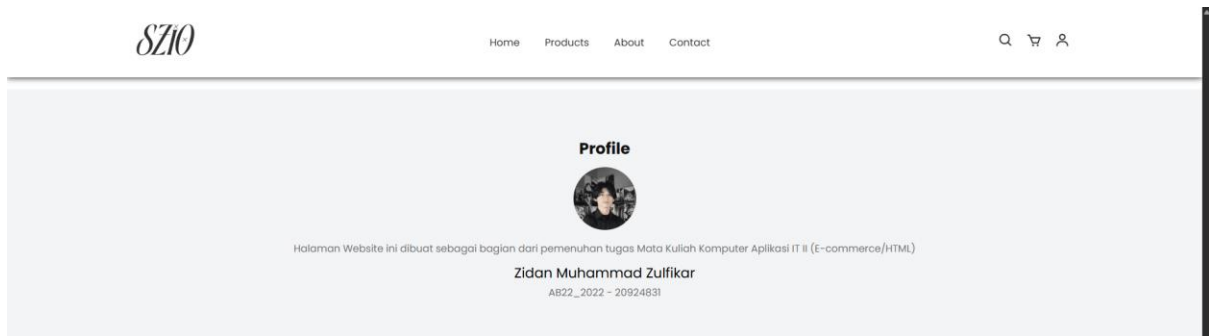 SZiO
Home Products About Contact
Profile
Halaman Website ini dibuat sebagai bagian dari pemenuhan tugas Mata Kuliah Komputer Aplikasi IT II (E-commerce/HTML)
Zidan Muhammad Zulfikar
AB22_2022 - 20924831